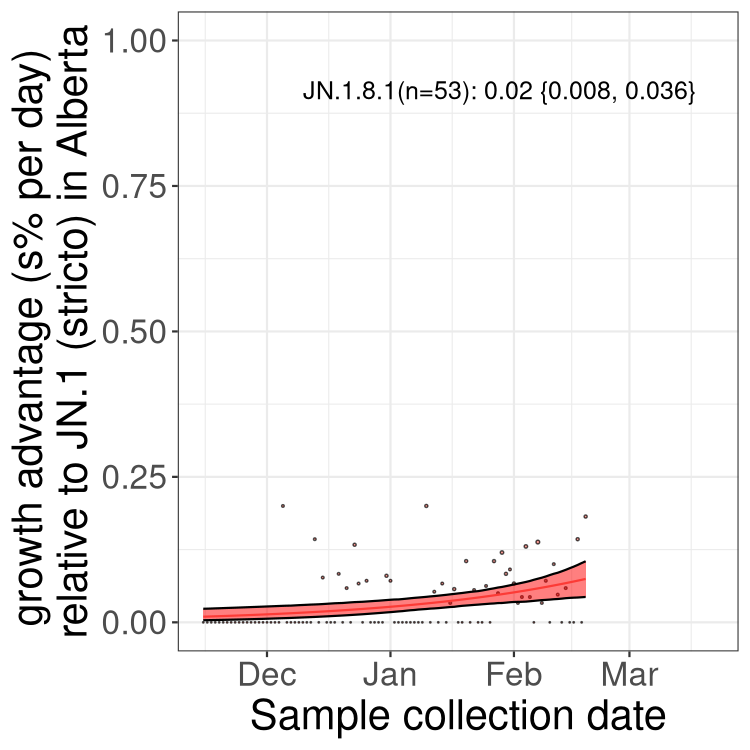 growth advantage (s% per day)
relative to JN.1 (stricto) in Alberta
1.00
0.75
0.50
0.25
0.00
JN.1.8.1(n=53): 0.02 {0.008, 0.036}
Dec Jan Feb Mar
Sample collection date